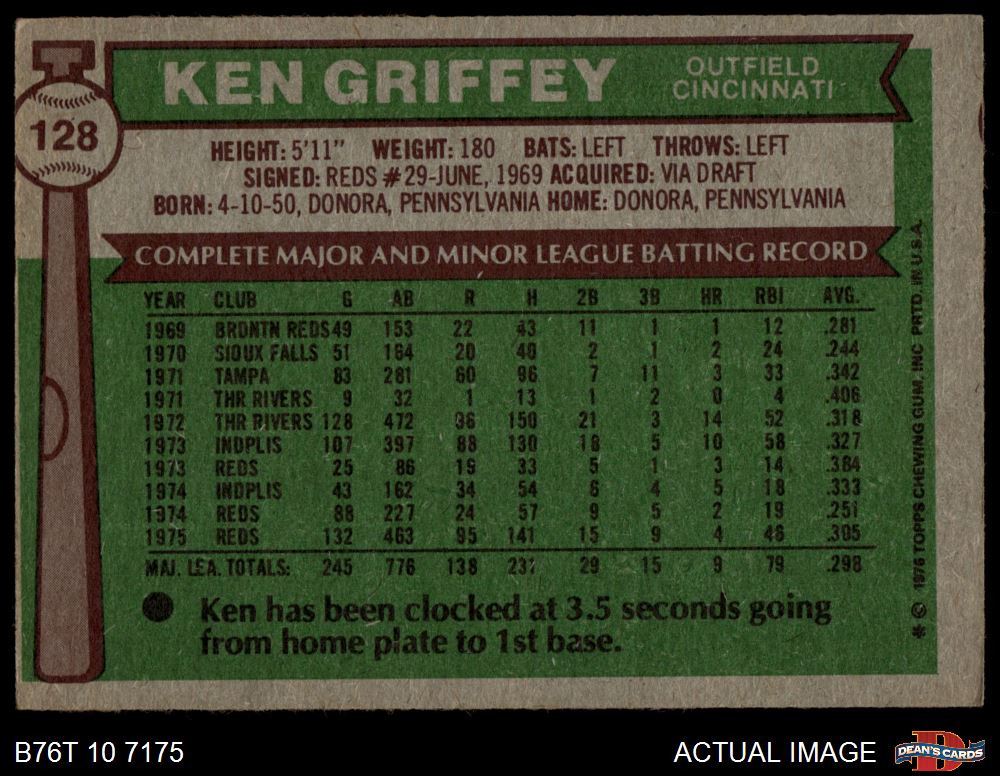 KEN GRIFFEY
OUTFIELD
CINCINNATI
128
HEIGHT: 5'11" WEIGHT: 180 BATS: LEFT THROWS: LEFT
SIGNED: REDS #29-JUNE, 1969 ACQUIRED: VIA DRAFT
BORN: 4-10-50, DONORA, PENNSYLVANIA HOME: DONORA, PENNSYLVANIA
COMPLETE MAJOR AND MINOR LEAGUE BATTING RECORD
YEAR CLUB G AB R H 2B 3B HR RBI AVG.
1969 BRDNTN REDS 49 153 22 43 11 1 1 12 .281
1970 SIOUX FALLS 51 164 20 40 2 1 2 24 .244
1971 TAMPA 83 281 60 96 7 11 3 33 .342
1971 THR RIVERS 9 32 1 13 1 2 0 4 .406
1972 THR RIVERS 128 472 96 150 21 3 14 52 .318
1973 INDPLIS 107 397 88 130 18 5 10 58 .327
1973 REDS 25 86 19 33 5 1 3 14 .384
1974 INDPLIS 43 162 34 54 6 4 5 18 .333
1974 REDS 88 227 24 57 9 5 2 19 .251
1975 REDS 132 463 95 141 15 9 4 46 .305
MAJ. LEA. TOTALS: 245 776 138 231 29 15 9 79 .298
Ken has been clocked at 3.5 seconds going
from home plate to 1st base.
* © 1976 TOPPS CHEWING GUM, INC PRTD. IN U.S.A.
B76T 10 7175
ACTUAL IMAGE
DEAN'S CARDS